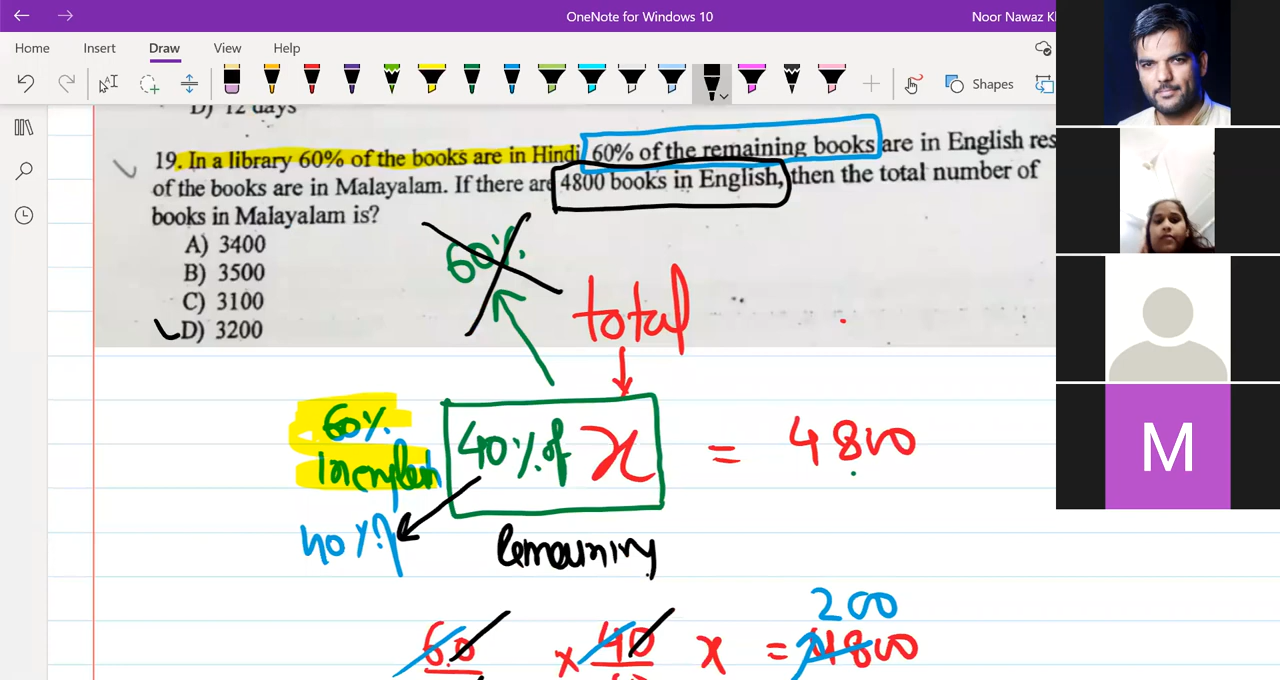 OneNote for Windows 10
Noor Nawaz Kh
Home Insert Draw View Help
Shapes
D) 12 days
19. In a library 60% of the books are in Hindi 60% of the remaining books are in English res
of the books are in Malayalam. If there are 4800 books in English, then the total number of
books in Malayalam is?
A) 3400
B) 3500
C) 3100
D) 3200
60%
total
60%
40% of x = 4800
40%?
Remaining
200
60 x 40 x = 4800
M